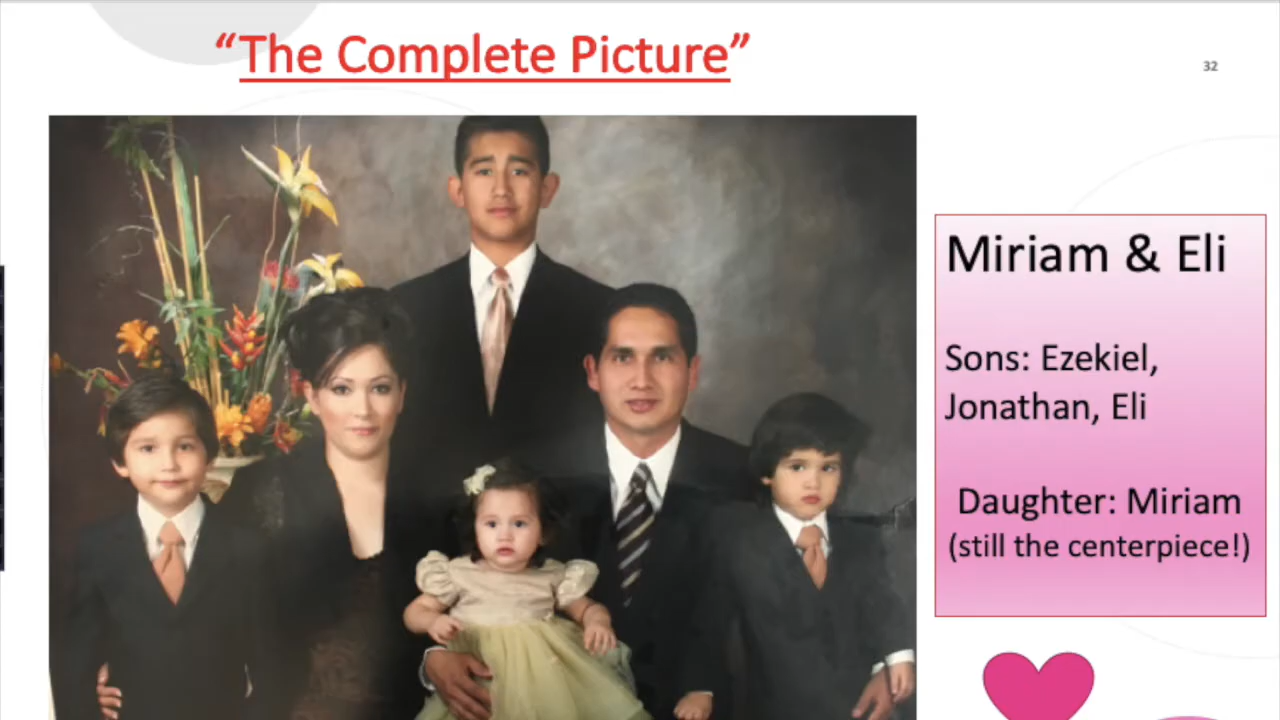 “The Complete Picture”
32
Miriam & Eli
Sons: Ezekiel,
Jonathan, Eli
Daughter: Miriam
(still the centerpiece!)